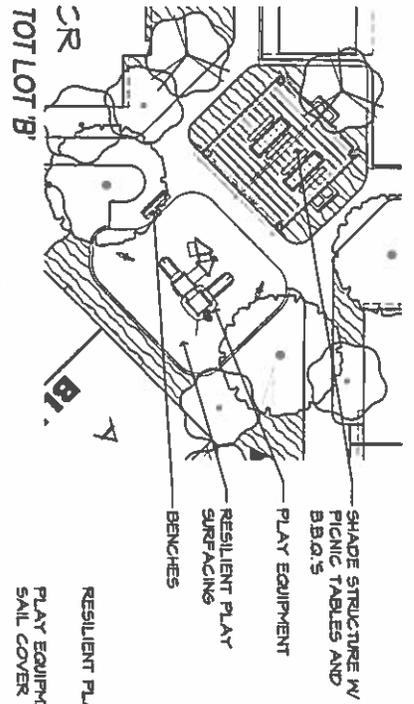 SHADE STRUCTURE W/
PICNIC TABLES AND
B.B.Q.'S
PLAY EQUIPMENT
RESILIENT PLAY
SURFACING
BENCHES
TOT LOT 'B'
RESILIENT PL
PLAY EQUIPM
SAIL COVER